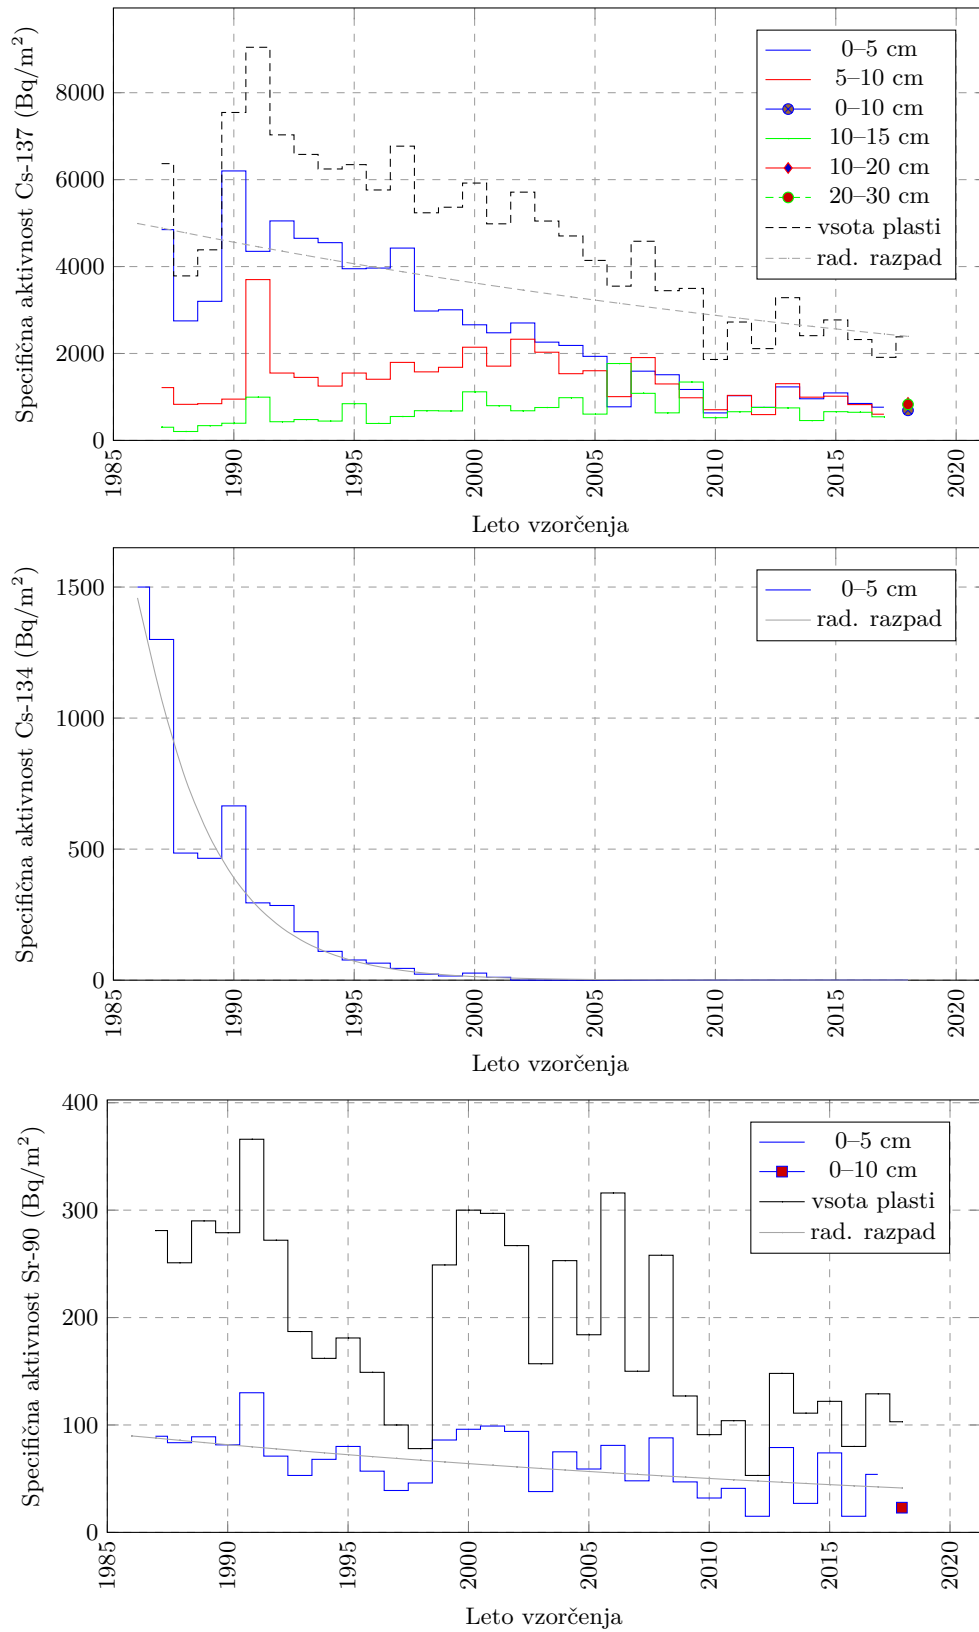 Specifična aktivnost Cs-137 (Bq/m²)
8000
6000
4000
2000
0
0–5 cm
5–10 cm
0–10 cm
10–15 cm
10–20 cm
20–30 cm
vsota plasti
rad. razpad
1985 1990 1995 2000 2005 2010 2015 2020
Leto vzorčenja
Specifična aktivnost Cs-134 (Bq/m²)
1500
1000
500
0
0–5 cm
rad. razpad
1985 1990 1995 2000 2005 2010 2015 2020
Leto vzorčenja
Specifična aktivnost Sr-90 (Bq/m²)
400
300
200
100
0
0–5 cm
0–10 cm
vsota plasti
rad. razpad
1985 1990 1995 2000 2005 2010 2015 2020
Leto vzorčenja